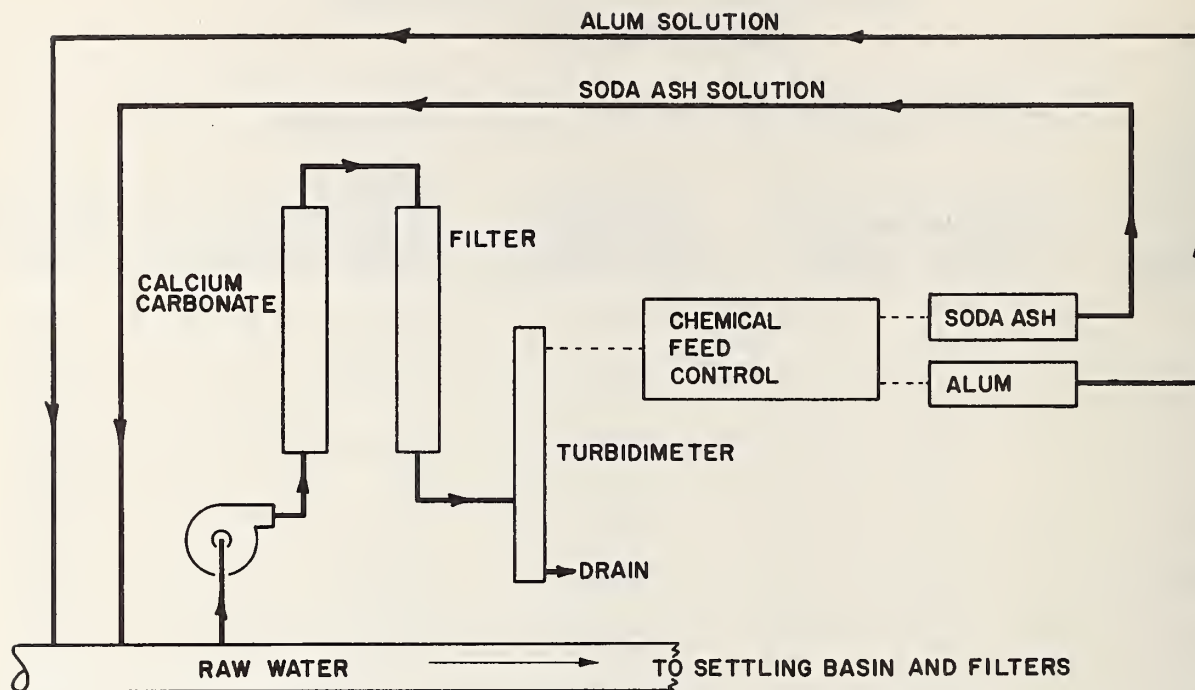 ALUM SOLUTION
SODA ASH SOLUTION
FILTER
CALCIUM
CARBONATE
CHEMICAL
FEED
CONTROL
SODA ASH
ALUM
TURBIDIMETER
DRAIN
RAW WATER
TO SETTLING BASIN AND FILTERS